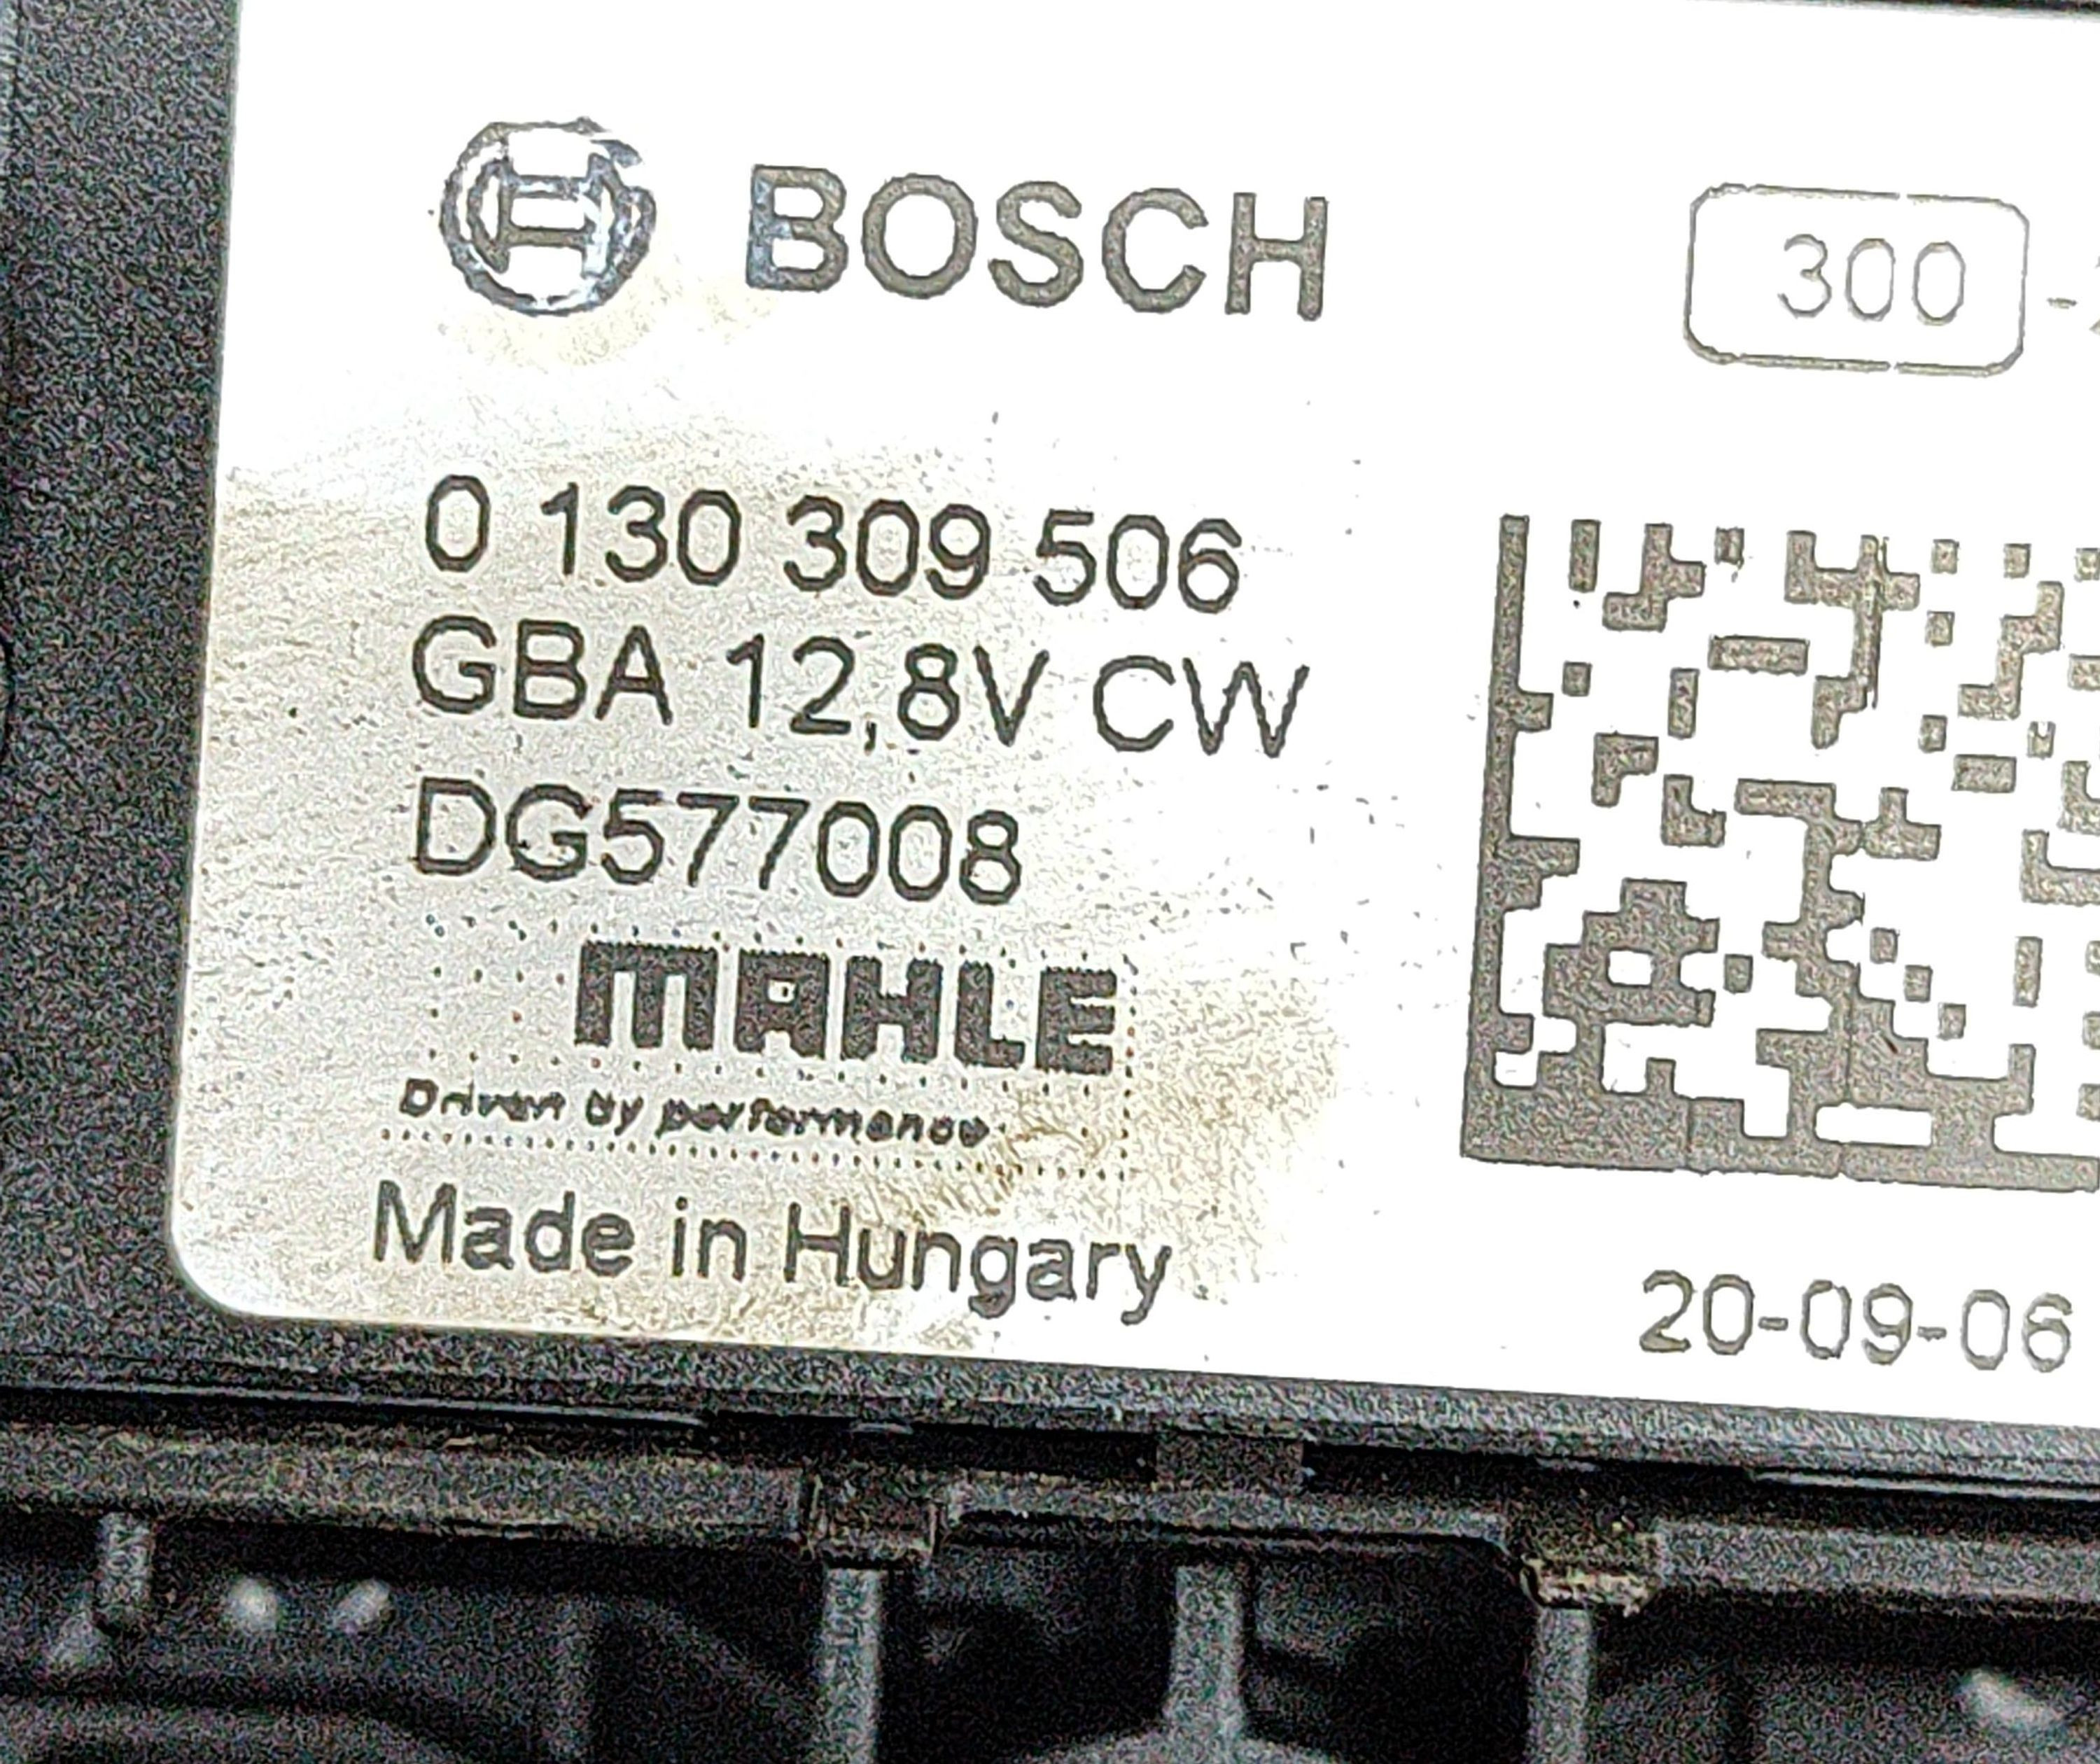 BOSCH
300 -
0 130 309 506
GBA 12,8V CW
DG577008
MAHLE
Driven by performance
Made in Hungary
20-09-06